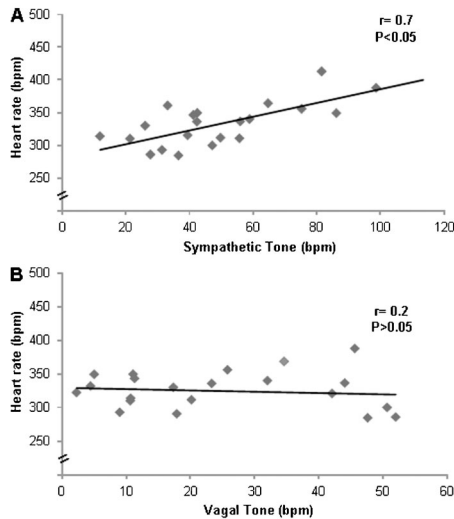 A
500
r= 0.7
P<0.05
450
400
350
300
250
Heart rate (bpm)
0 20 40 60 80 100 120
Sympathetic Tone (bpm)
B
500
r= 0.2
P>0.05
450
400
350
300
250
Heart rate (bpm)
0 10 20 30 40 50 60
Vagal Tone (bpm)